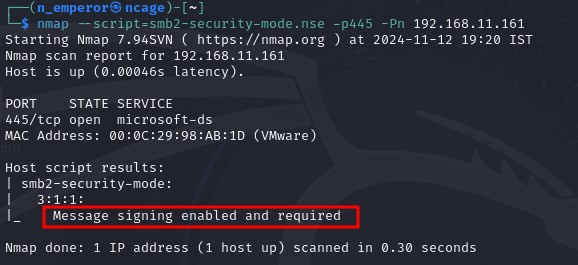 ┌──(n_emperor㉿ncage)-[~]
└─$ nmap --script=smb2-security-mode.nse -p445 -Pn 192.168.11.161
Starting Nmap 7.94SVN ( https://nmap.org ) at 2024-11-12 19:20 IST
Nmap scan report for 192.168.11.161
Host is up (0.00046s latency).

PORT    STATE SERVICE
445/tcp open  microsoft-ds
MAC Address: 00:0C:29:98:AB:1D (VMware)

Host script results:
| smb2-security-mode:
|   3:1:1:
|_    Message signing enabled and required

Nmap done: 1 IP address (1 host up) scanned in 0.30 seconds